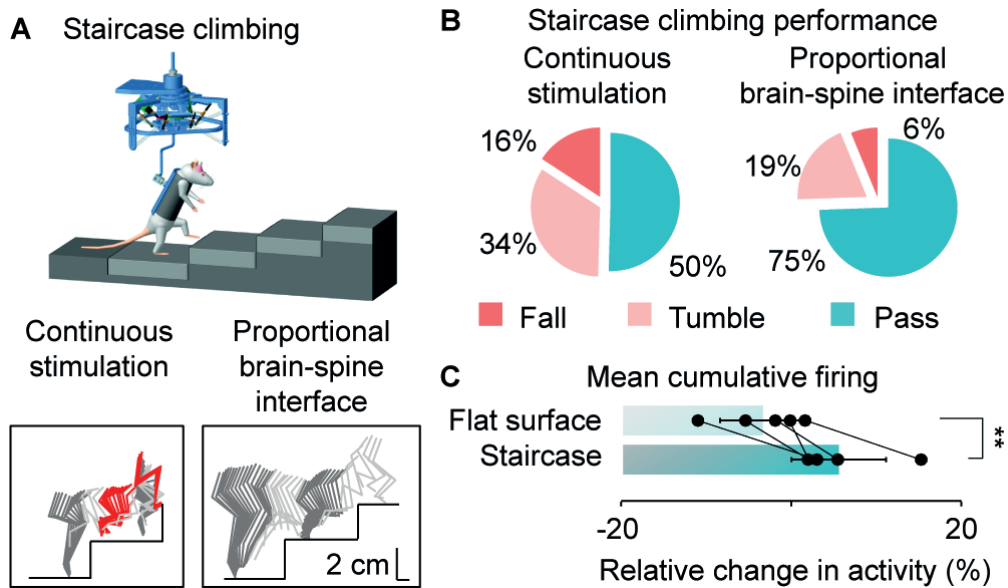 A
Staircase climbing
Continuous
stimulation
Proportional
brain-spine
interface
2 cm
B
Staircase climbing performance
Continuous
stimulation
Proportional
brain-spine interface
16%
34%
50%
6%
19%
75%
Fall
Tumble
Pass
C
Mean cumulative firing
Flat surface
Staircase
**
-20
0
20
Relative change in activity (%)